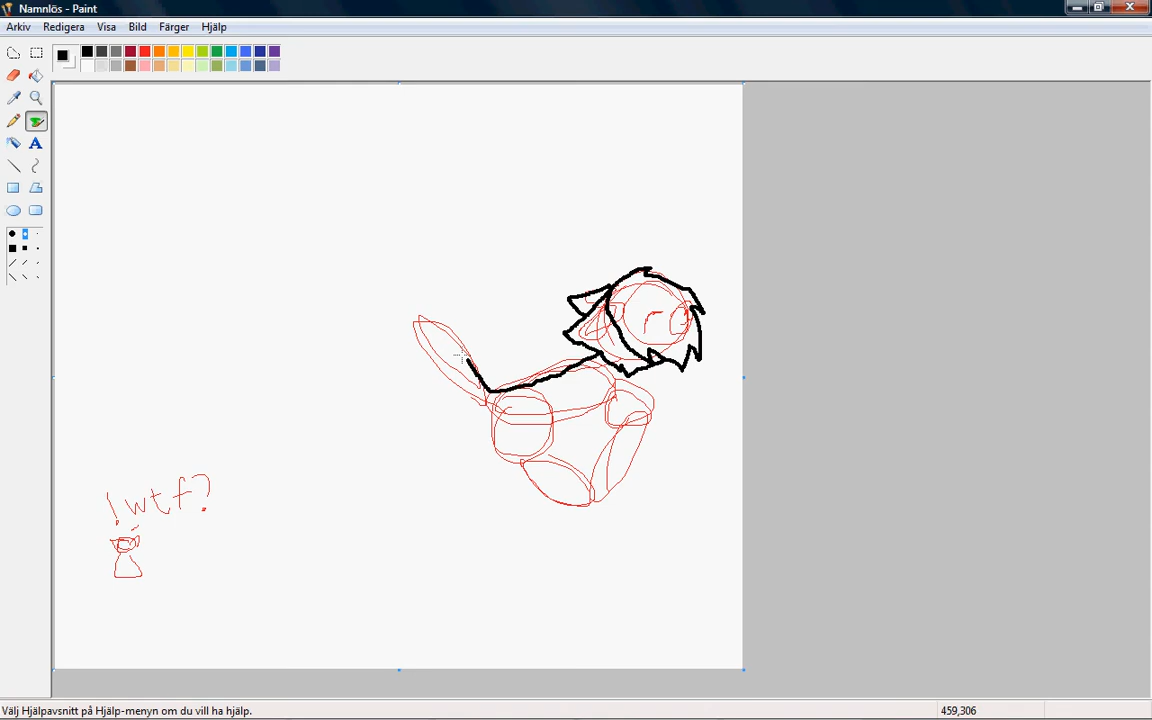 Namnlös - Paint
Arkiv Redigera Visa Bild Färger Hjälp
A
!wtf?
Välj Hjälpavsnitt på Hjälp-menyn om du vill ha hjälp.
459,306